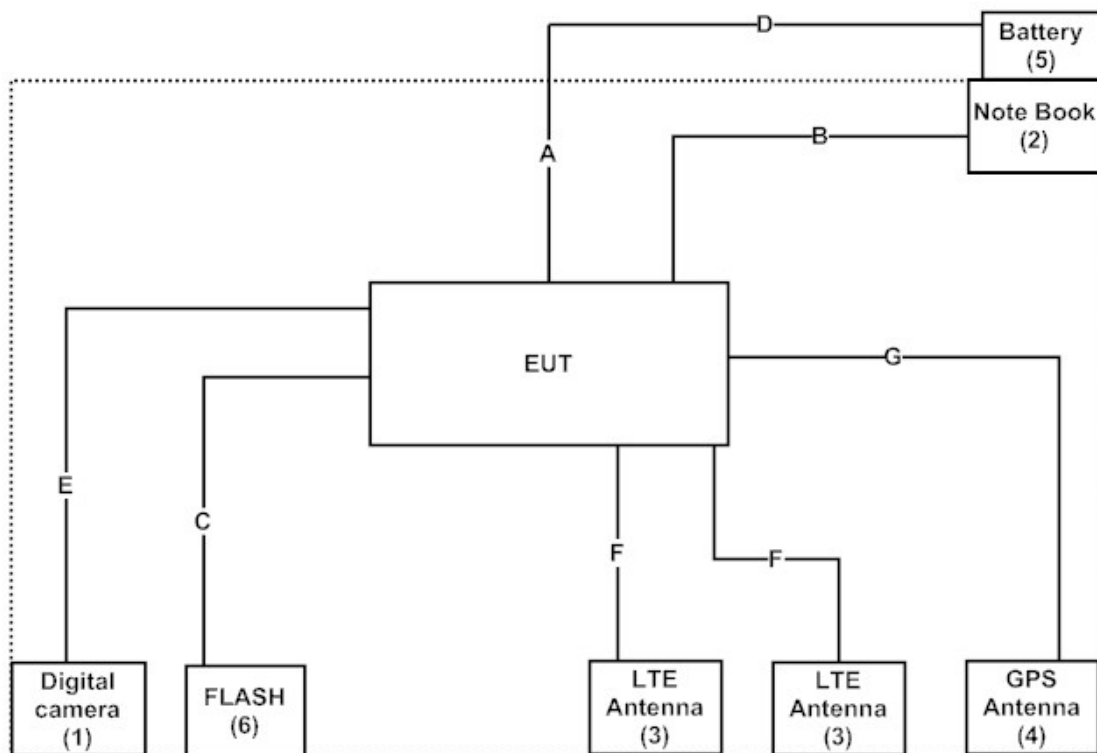 D
Battery
(5)
Note Book
(2)
B
A
EUT
G
E
C
F
F
Digital
camera
(1)
FLASH
(6)
LTE
Antenna
(3)
LTE
Antenna
(3)
GPS
Antenna
(4)